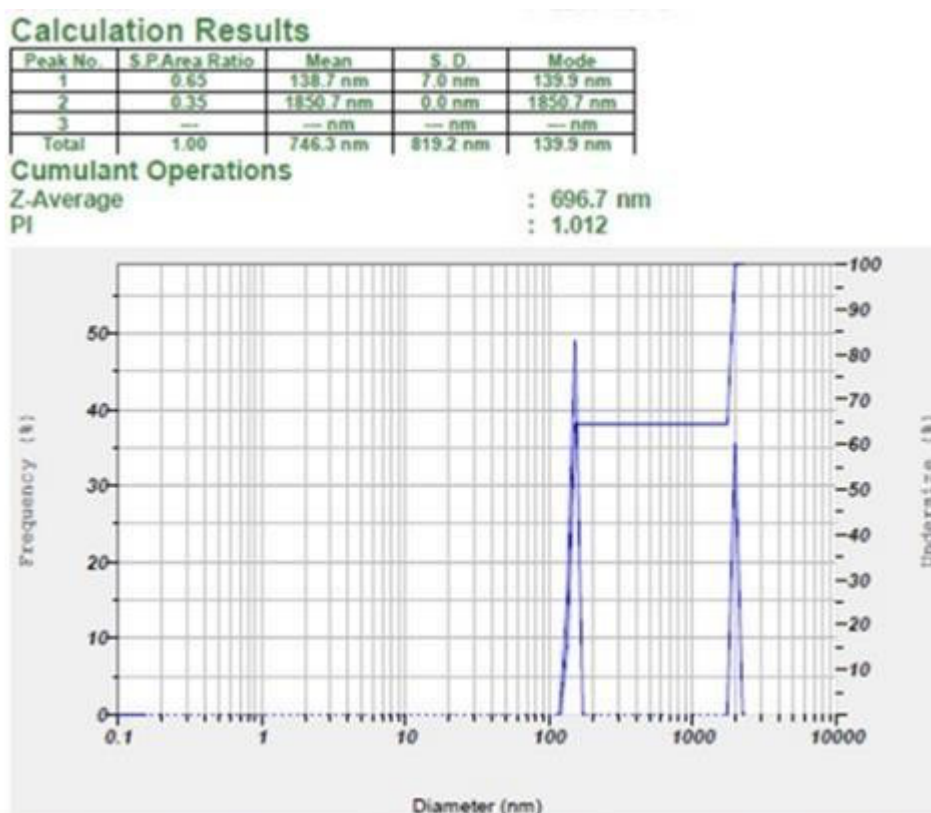 Calculation Results
Peak No. S.P.Area Ratio Mean S. D. Mode
1 0.65 138.7 nm 7.0 nm 139.9 nm
2 0.35 1850.7 nm 0.0 nm 1850.7 nm
3 --- --- nm --- nm --- nm
Total 1.00 746.3 nm 819.2 nm 139.9 nm
Cumulant Operations
Z-Average : 696.7 nm
PI : 1.012
100
90
50 80
70
40 60
Frequency (%)
30 50
Undersize (%)
40
20 30
20
10 10
0
0.1 1 10 100 1000 10000
Diameter (nm)